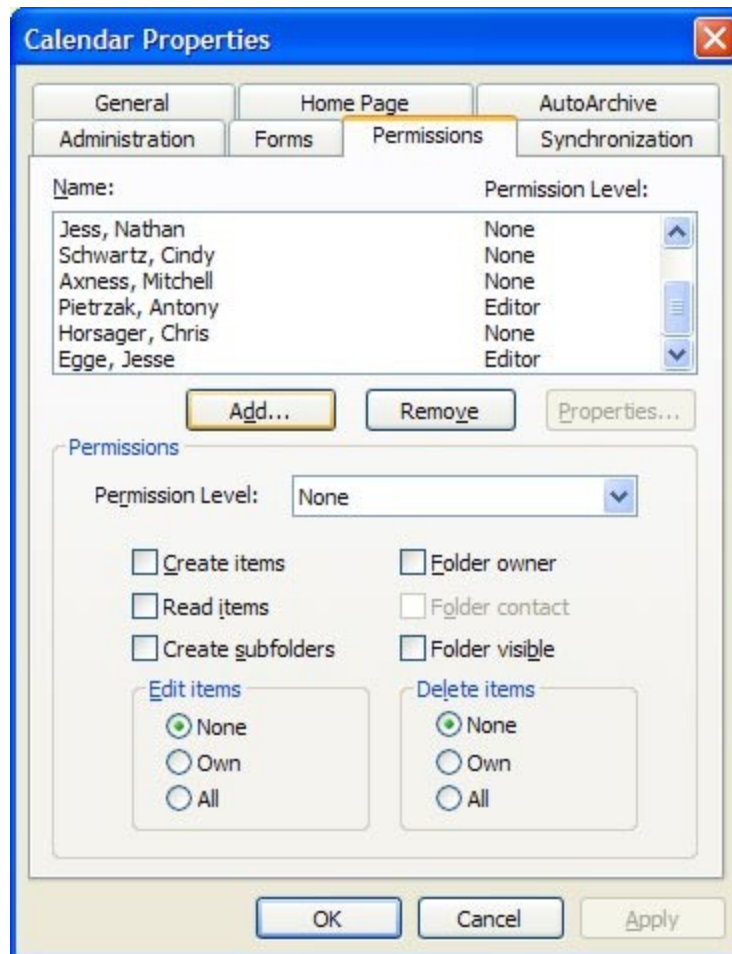 Calendar Properties
General Home Page AutoArchive
Administration Forms Permissions Synchronization
Name: Permission Level:
Jess, Nathan None
Schwartz, Cindy None
Axness, Mitchell None
Pietrzak, Antony Editor
Horsager, Chris None
Egge, Jesse Editor
Add... Remove Properties...
Permissions
Permission Level: None
Create items Folder owner
Read items Folder contact
Create subfolders Folder visible
Edit items Delete items
None None
Own Own
All All
OK Cancel Apply